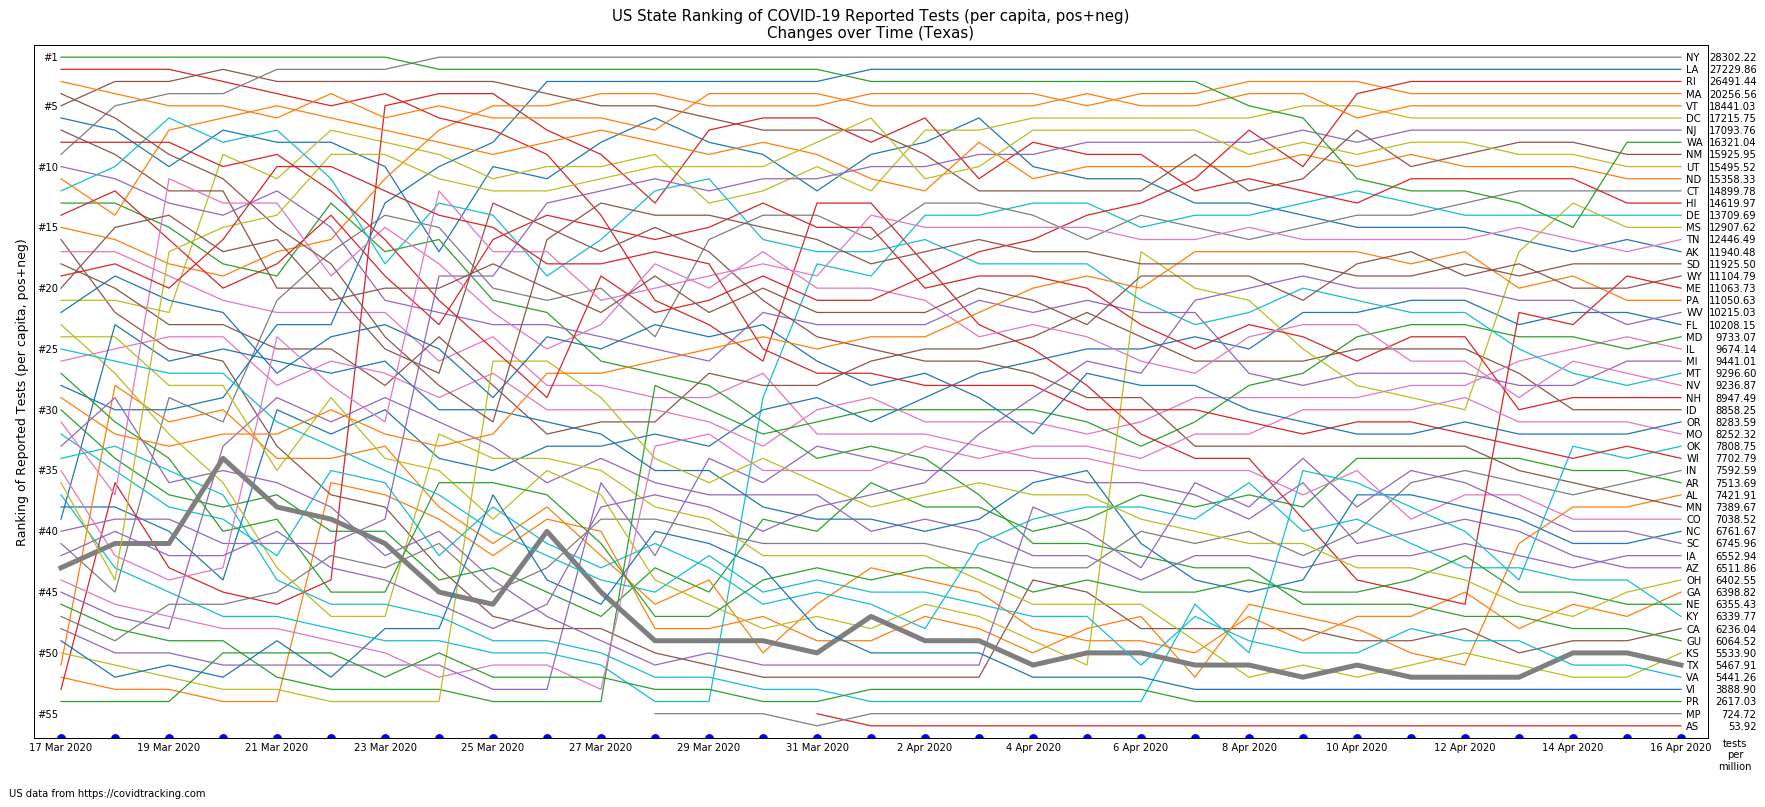 US State Ranking of COVID-19 Reported Tests (per capita, pos+neg)
Changes over Time (Texas)
Ranking of Reported Tests (per capita, pos+neg)
#1
#5
#10
#15
#20
#25
#30
#35
#40
#45
#50
#55
NY 28302.22
LA 27229.86
RI 26491.44
MA 20256.56
VT 18441.03
DC 17215.75
NJ 17093.76
WA 16321.04
NM 15925.95
UT 15495.52
ND 15358.33
CT 14899.78
HI 14619.97
DE 13709.69
MS 12907.62
TN 12446.49
AK 11940.48
SD 11925.50
WY 11104.79
ME 11063.73
PA 11050.63
WV 10215.03
FL 10208.15
MD 9733.07
IL 9674.14
MI 9441.01
MT 9296.60
NV 9236.87
NH 8947.49
ID 8858.25
OR 8283.59
MO 8252.32
OK 7808.75
WI 7702.79
IN 7592.59
AR 7513.69
AL 7421.91
MN 7389.67
CO 7038.52
NC 6761.67
SC 6745.96
IA 6552.94
AZ 6511.86
OH 6402.55
GA 6398.82
NE 6355.43
KY 6339.77
CA 6236.04
GU 6064.52
KS 5533.90
TX 5467.91
VA 5441.26
VI 3888.90
PR 2617.03
MP 724.72
AS 53.92
17 Mar 2020 19 Mar 2020 21 Mar 2020 23 Mar 2020 25 Mar 2020 27 Mar 2020 29 Mar 2020 31 Mar 2020 2 Apr 2020 4 Apr 2020 6 Apr 2020 8 Apr 2020 10 Apr 2020 12 Apr 2020 14 Apr 2020 16 Apr 2020
tests
per
million
US data from https://covidtracking.com